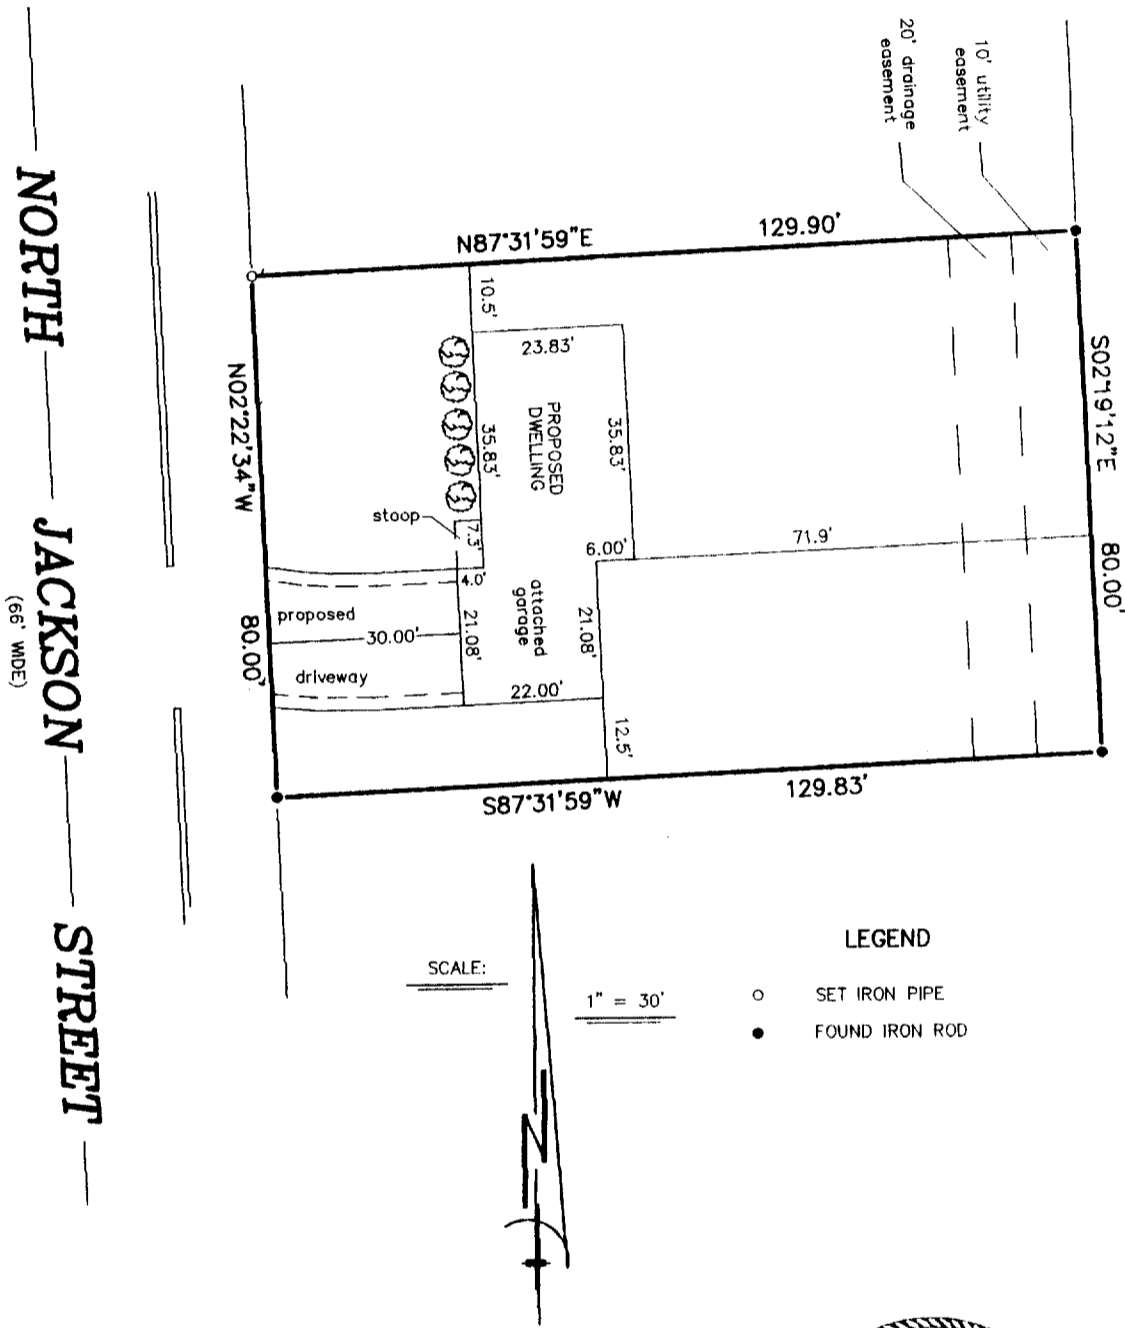 20' drainage
easement
10' utility
easement
N87°31'59"E
129.90'
S02°19'12"E
80.00'
10.5'
23.83'
35.83'
PROPOSED
DWELLING
35.83'
N02°22'34"W
80.00'
stoop
7.3'
6.00'
71.9'
4.0'
attached
garage
21.08'
21.08'
proposed
30.00'
driveway
22.00'
12.5'
S87°31'59"W
129.83'
NORTH JACKSON STREET
(66' WIDE)
SCALE:
1" = 30'
LEGEND
SET IRON PIPE
FOUND IRON ROD
N